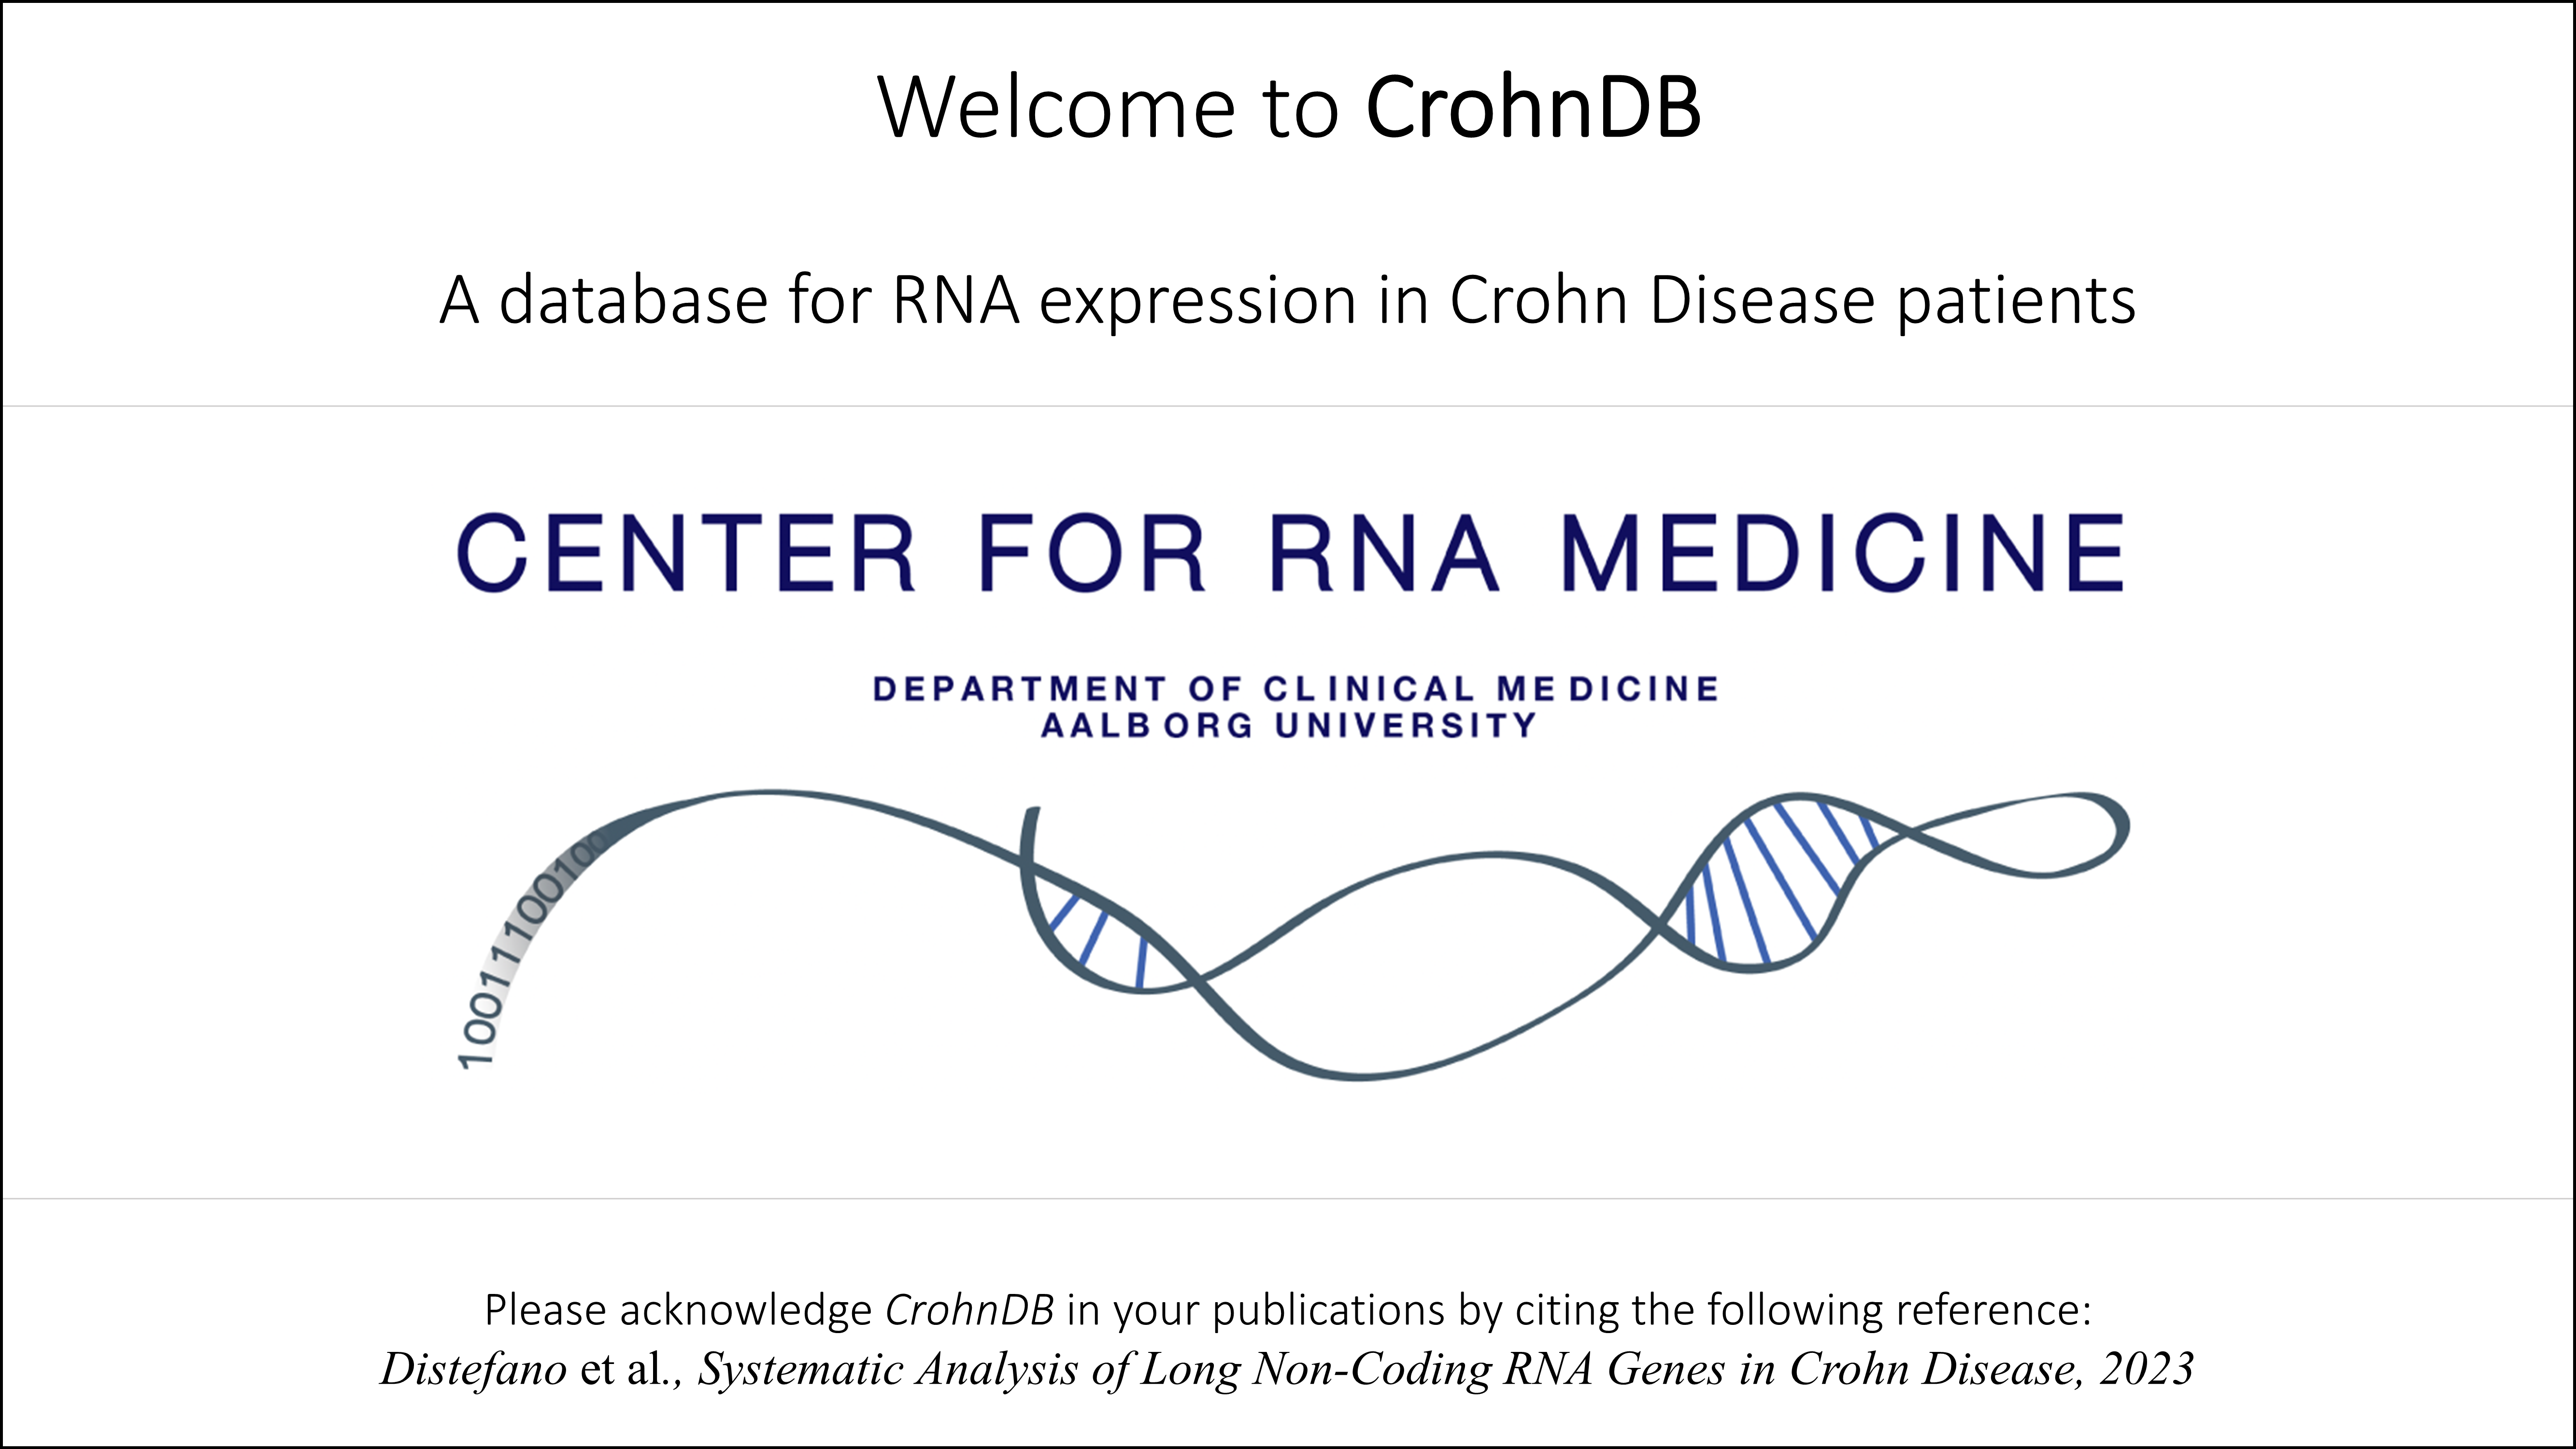 Welcome to CrohnDB
A database for RNA expression in Crohn Disease patients
CENTER FOR RNA MEDICINE
DEPARTMENT OF CLINICAL MEDICINE
AALBORG UNIVERSITY
100111100100
Please acknowledge CrohnDB in your publications by citing the following reference:
Distefano et al., Systematic Analysis of Long Non-Coding RNA Genes in Crohn Disease, 2023